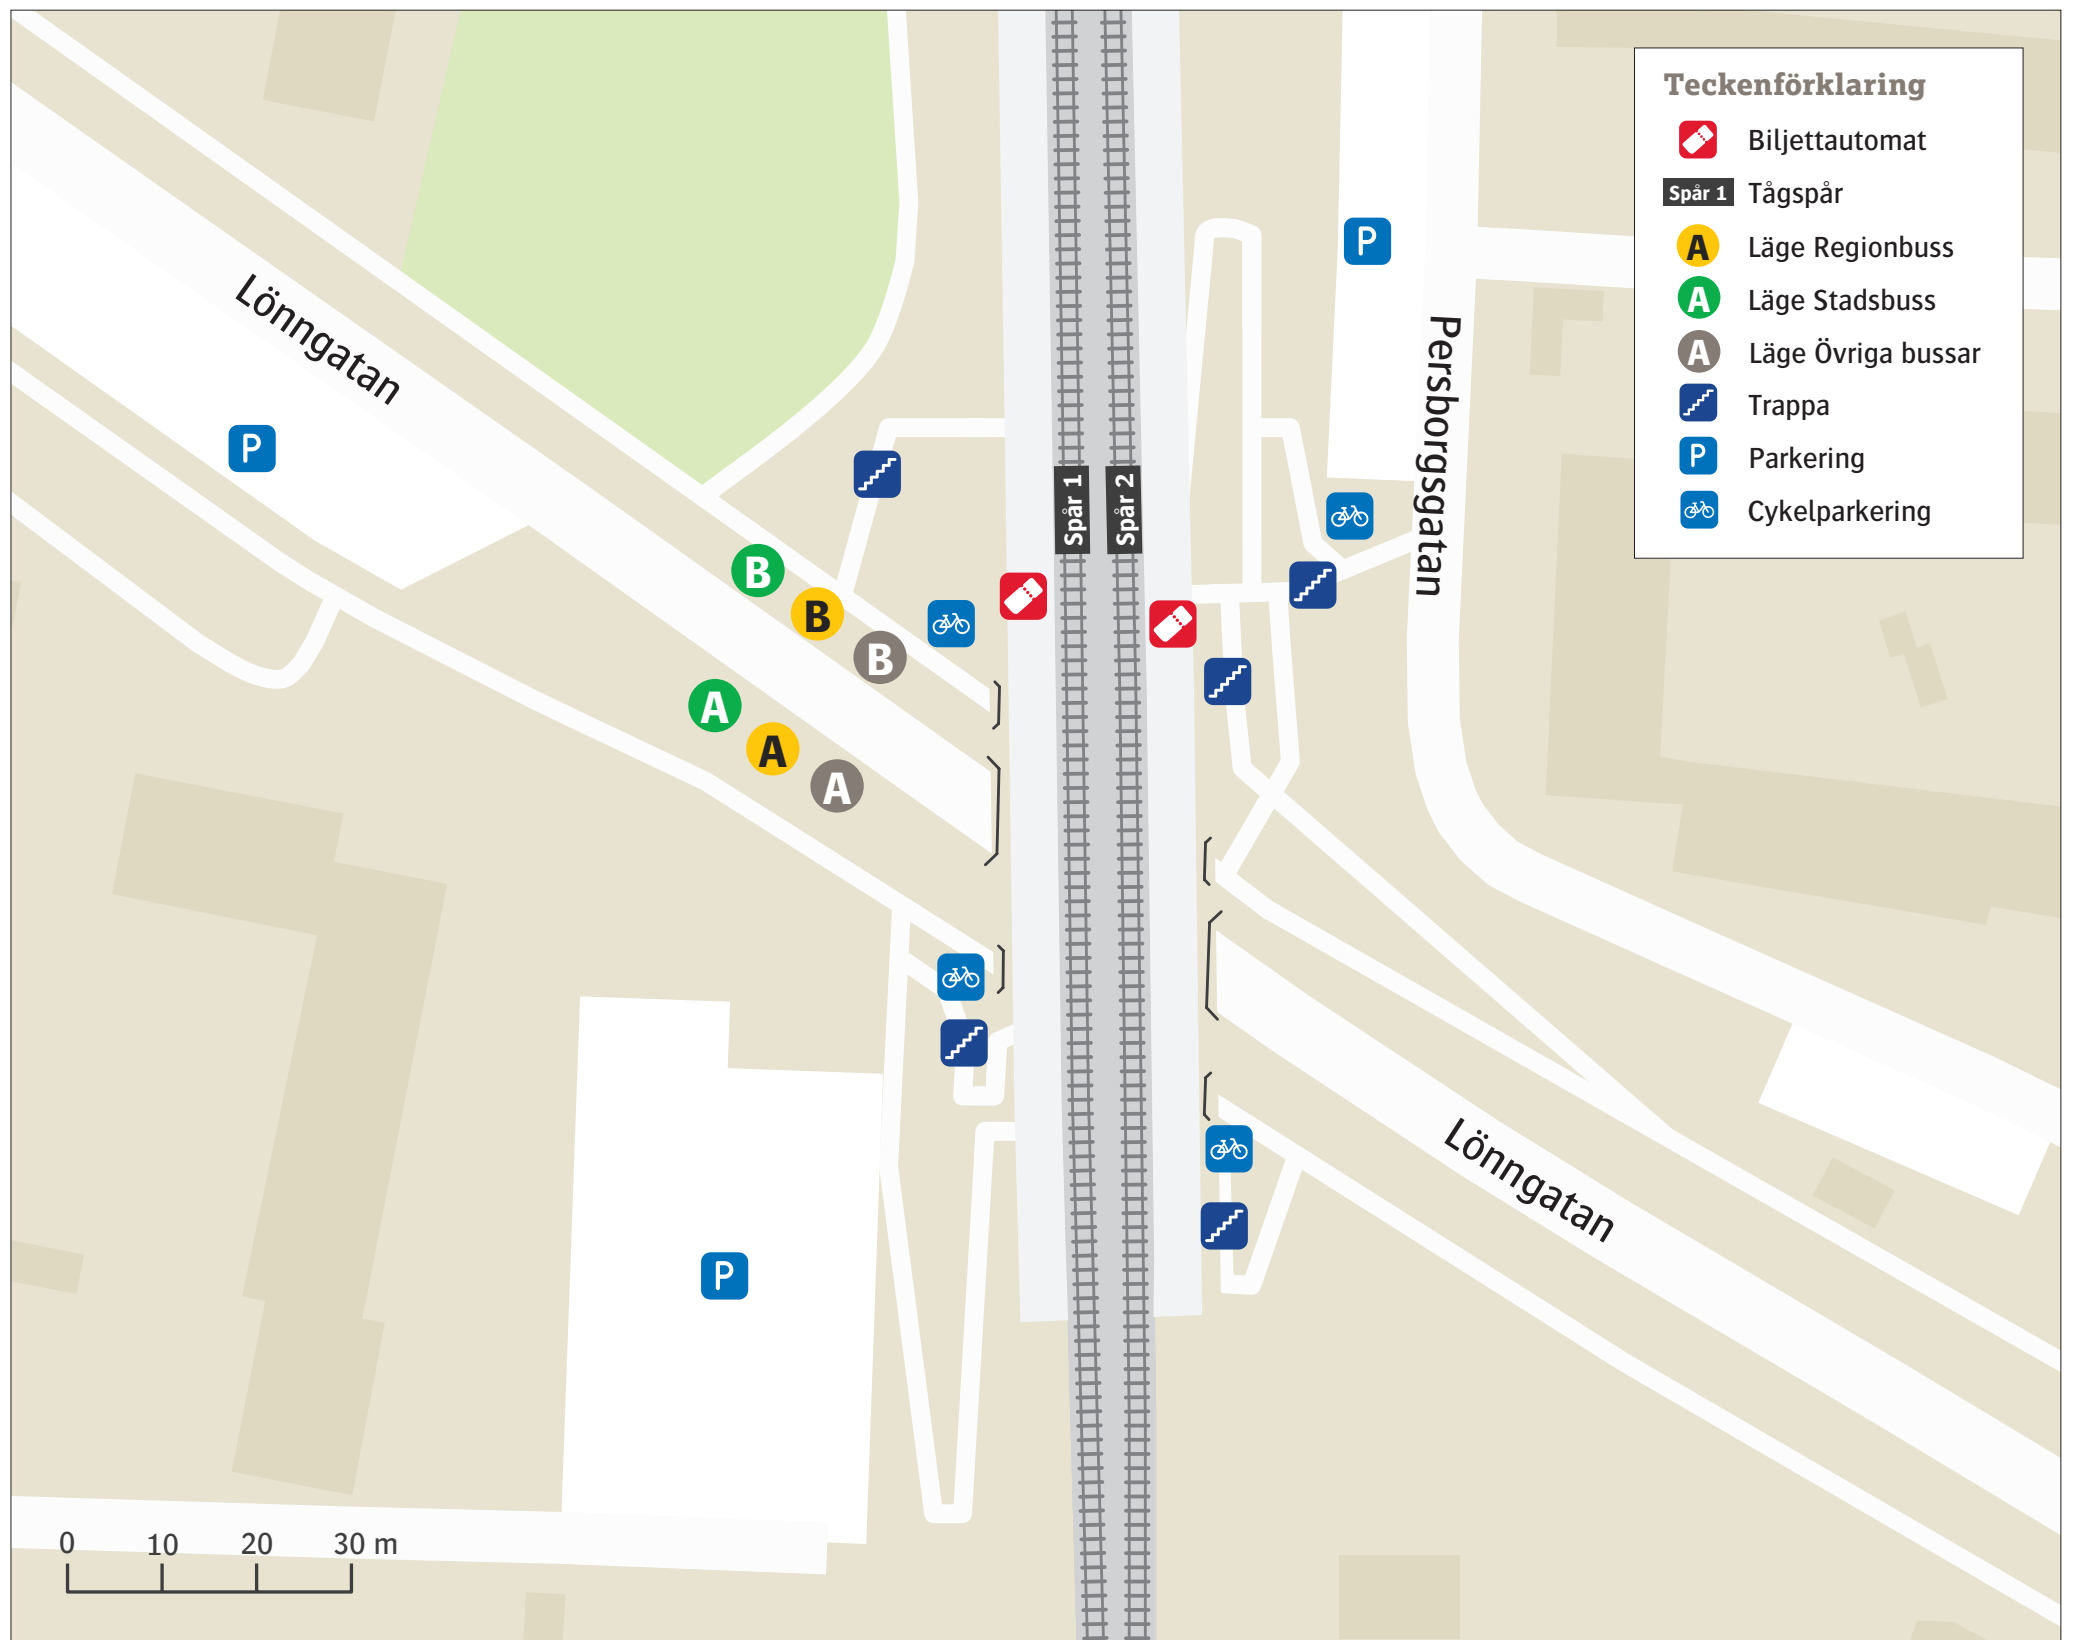 Teckenförklaring
Biljettautomat
Spår 1 Tågspår
A Läge Regionbuss
A Läge Stadsbuss
A Läge Övriga bussar
Trappa
P Parkering
Cykelparkering
P
Lönngatan
Persborgsgatan
P
Spår 1
Spår 2
B
B
B
A
A
A
Lönngatan
P
0 10 20 30 m